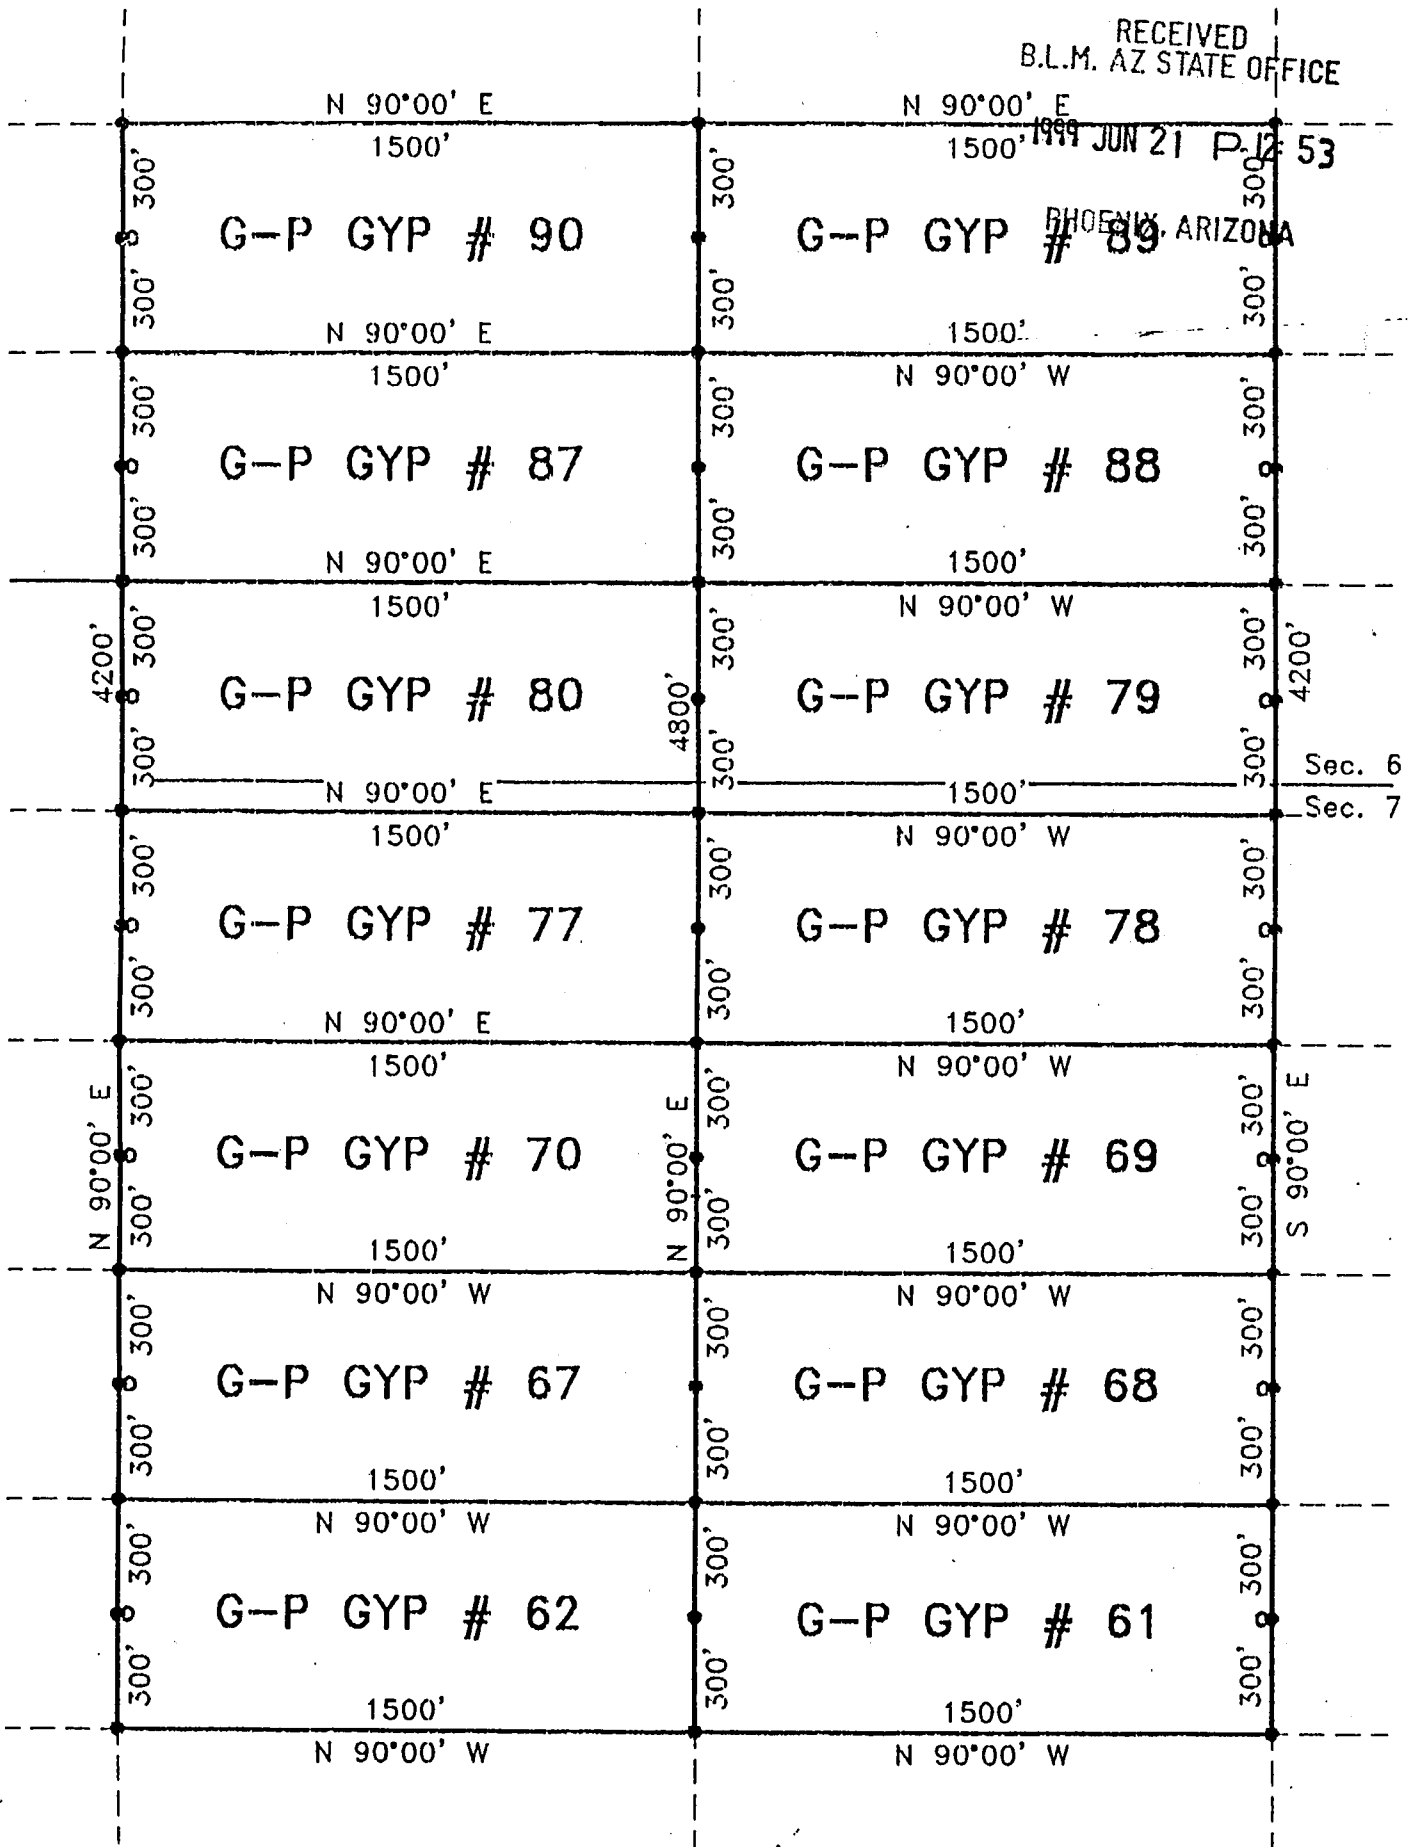 RECEIVED
B.L.M. AZ STATE OFFICE
1999 JUN 21 P 12: 53
PHOENIX, ARIZONA
N 90°00' E
N 90°00' E
1500'
1500'
300'
300'
300'
G-P GYP # 90
G-P GYP # 89
300'
300'
300'
N 90°00' E
1500'
1500'
N 90°00' W
300'
300'
300'
G-P GYP # 87
G-P GYP # 88
300'
300'
300'
N 90°00' E
1500'
1500'
N 90°00' W
4200'
300'
300'
300'
4200'
G-P GYP # 80
4800'
G-P GYP # 79
300'
300'
300'
Sec. 6
N 90°00' E
1500'
Sec. 7
1500'
N 90°00' W
300'
300'
300'
G-P GYP # 77
G-P GYP # 78
300'
300'
300'
N 90°00' E
1500'
1500'
N 90°00' W
N 90°00' E
300'
N 90°00' E
300'
300'
S 90°00' E
G-P GYP # 70
G-P GYP # 69
300'
300'
300'
1500'
1500'
N 90°00' W
N 90°00' W
300'
300'
300'
G-P GYP # 67
G-P GYP # 68
300'
300'
300'
1500'
1500'
N 90°00' W
N 90°00' W
300'
300'
300'
G-P GYP # 62
G-P GYP # 61
300'
300'
300'
1500'
1500'
N 90°00' W
N 90°00' W